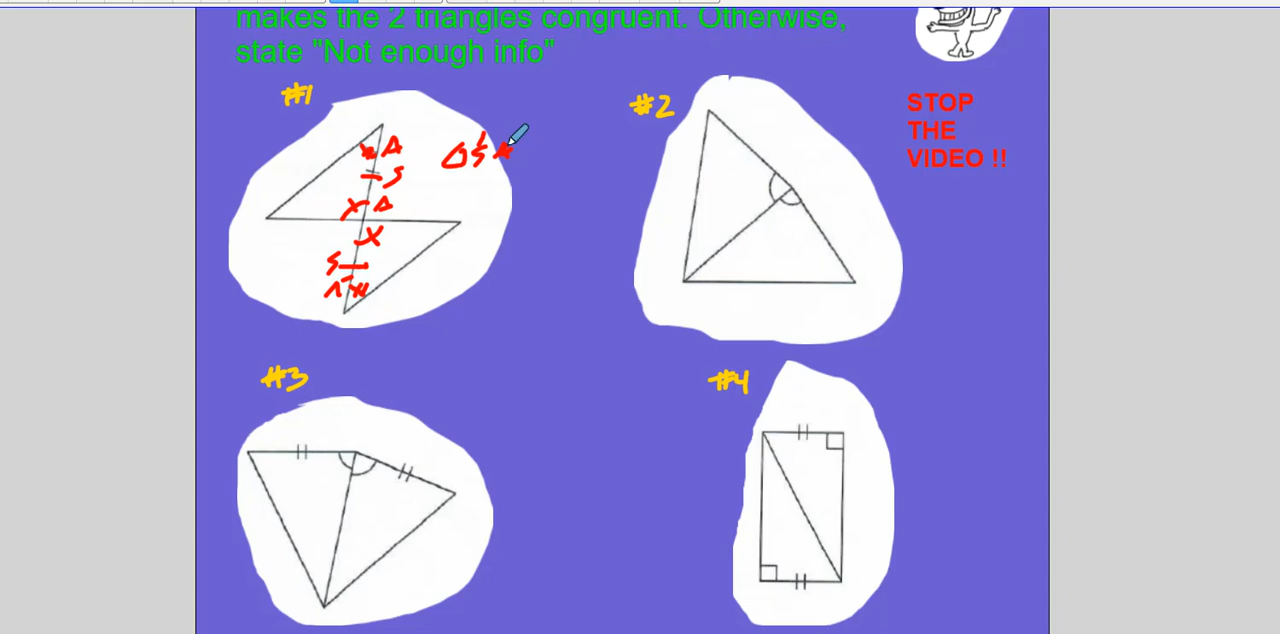 makes the 2 triangles congruent. Otherwise,
state "Not enough info"
#1
#2
STOP
THE
VIDEO !!
A
S
A
S
#3
#4